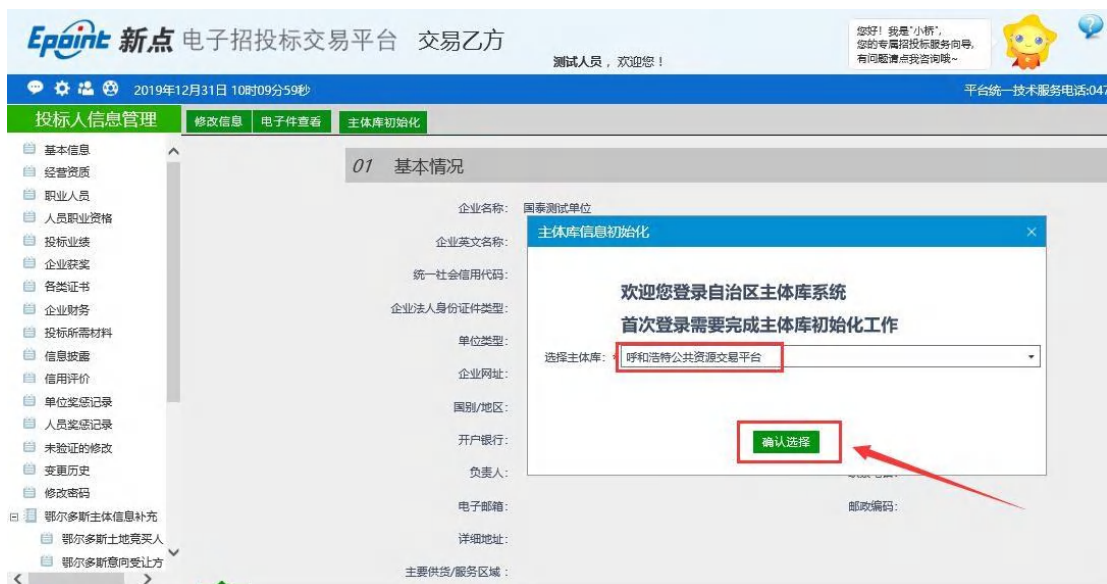 Epoint 新点 电子招投标交易平台 交易乙方
测试人员，欢迎您！
您好！我是"小桥"，
您的专属招投标服务向导，
有问题请点我咨询哦~
2019年12月31日 10时09分59秒
平台统一技术服务电话:047
投标人信息管理
修改信息 电子件查看 主体库初始化
基本信息
经营资质
职业人员
人员职业资格
投标业绩
企业获奖
各类证书
企业财务
投标所需材料
信息披露
信用评价
单位奖惩记录
人员奖惩记录
未验证的修改
变更历史
修改密码
鄂尔多斯主体信息补充
鄂尔多斯土地竞买人
鄂尔多斯意向受让方
01 基本情况
企业名称： 国泰测试单位
企业英文名称：
统一社会信用代码：
企业法人身份证件类型：
单位类型：
企业网址：
国别/地区：
开户银行：
负责人：
电子邮箱：
邮政编码：
详细地址：
主要供货/服务区域：
主体库信息初始化
欢迎您登录自治区主体库系统
首次登录需要完成主体库初始化工作
选择主体库：* 呼和浩特公共资源交易平台
确认选择